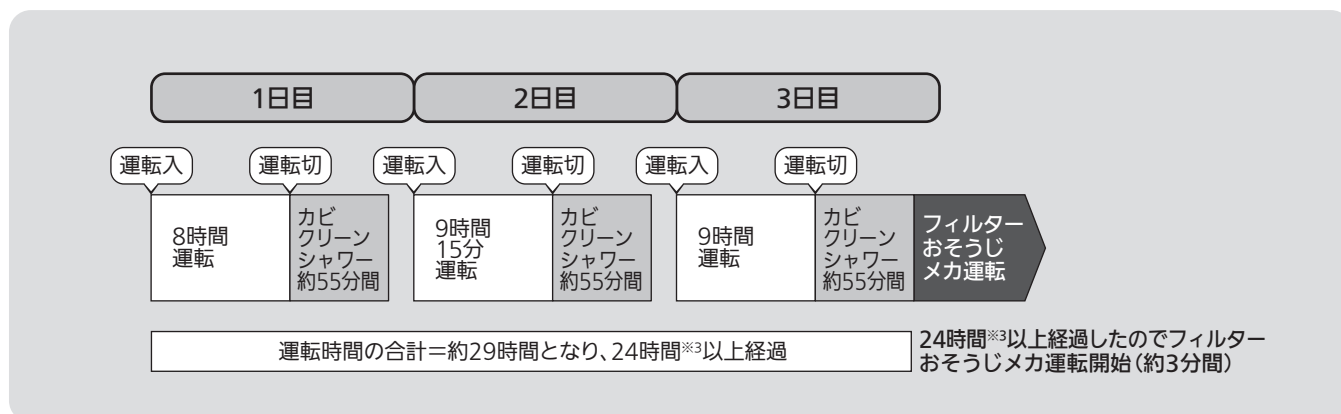 1日目
2日目
3日目
運転入
運転切
運転入
運転切
運転入
運転切
8時間
運転
カビ
クリーン
シャワー
約55分間
9時間
15分
運転
カビ
クリーン
シャワー
約55分間
9時間
運転
カビ
クリーン
シャワー
約55分間
フィルター
おそうじ
メカ運転
運転時間の合計=約29時間となり、24時間※3以上経過
24時間※3以上経過したのでフィルター
おそうじメカ運転開始(約3分間)